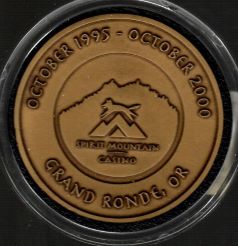 OCTOBER 1995 - OCTOBER 2000
SPIRIT MOUNTAIN
CASINO
GRAND RONDE, OR